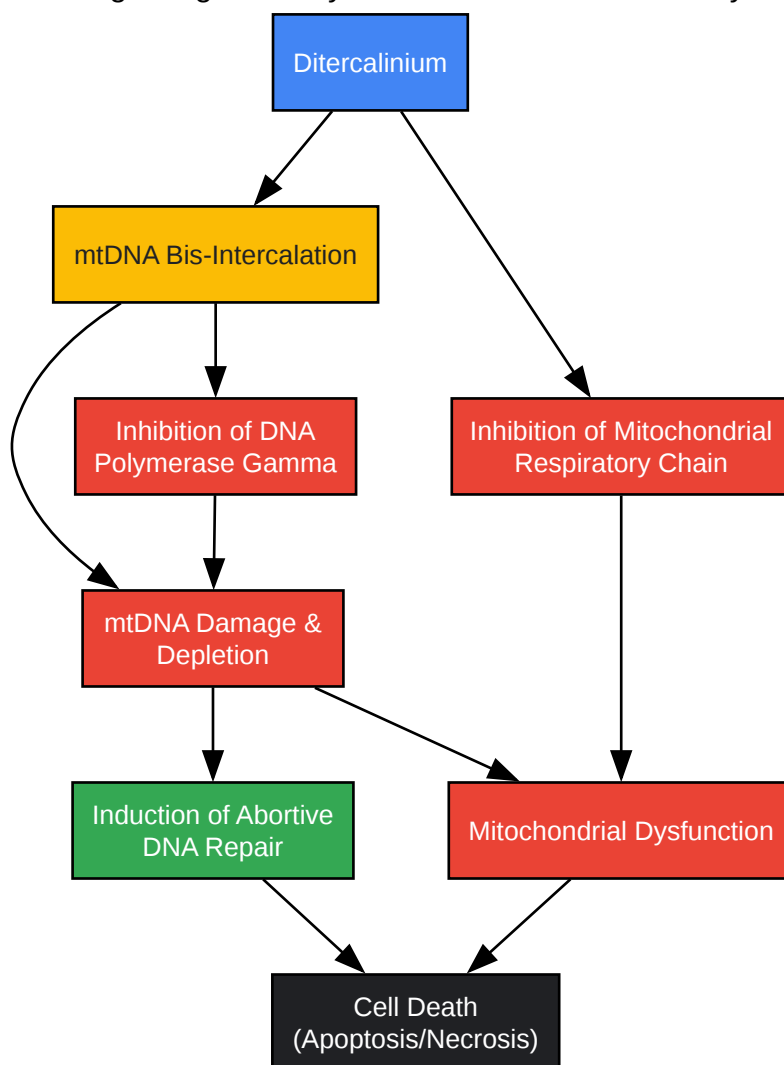 Ditercalinium
mtDNA Bis-Intercalation
Inhibition of DNA
Polymerase Gamma
Inhibition of Mitochondrial
Respiratory Chain
mtDNA Damage &
Depletion
Induction of Abortive
DNA Repair
Mitochondrial Dysfunction
Cell Death
(Apoptosis/Necrosis)